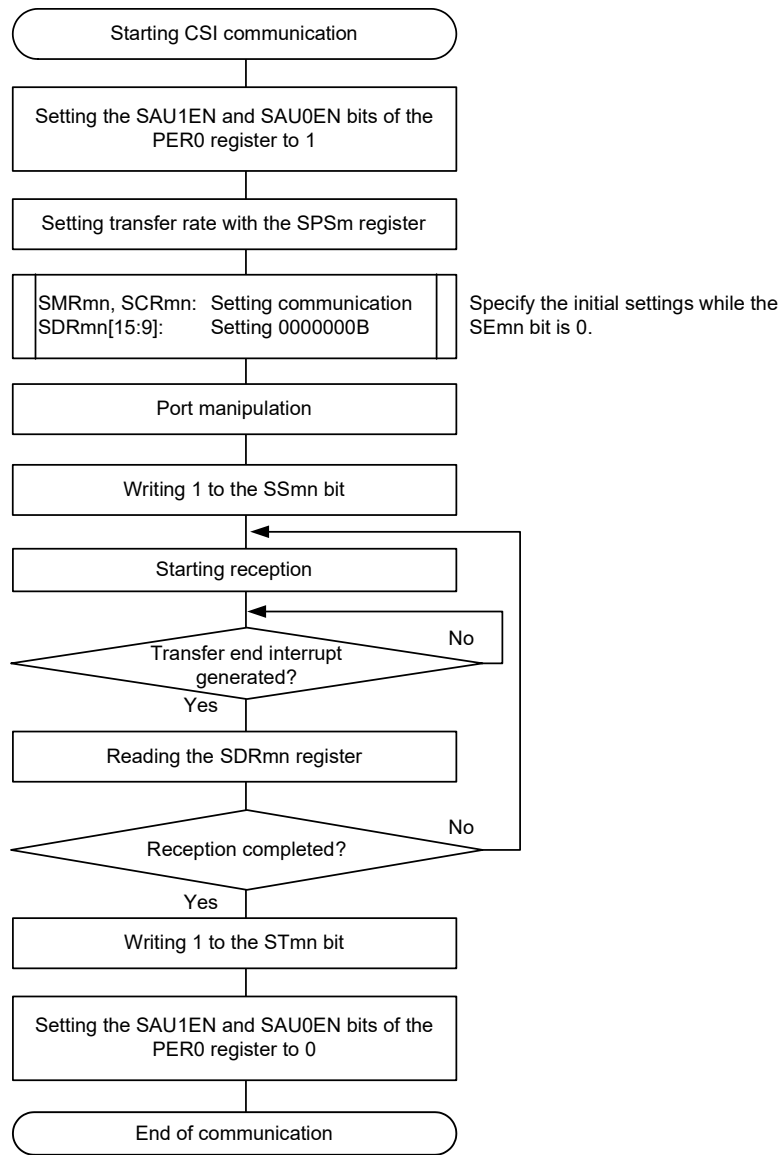 Starting CSI communication
Setting the SAU1EN and SAU0EN bits of the
PER0 register to 1
Setting transfer rate with the SPSm register
SMRmn, SCRmn: Setting communication
SDRmn[15:9]: Setting 0000000B
Specify the initial settings while the
SEmn bit is 0.
Port manipulation
Writing 1 to the SSmn bit
Starting reception
Transfer end interrupt
generated?
No
Yes
Reading the SDRmn register
Reception completed?
No
Yes
Writing 1 to the STmn bit
Setting the SAU1EN and SAU0EN bits of the
PER0 register to 0
End of communication